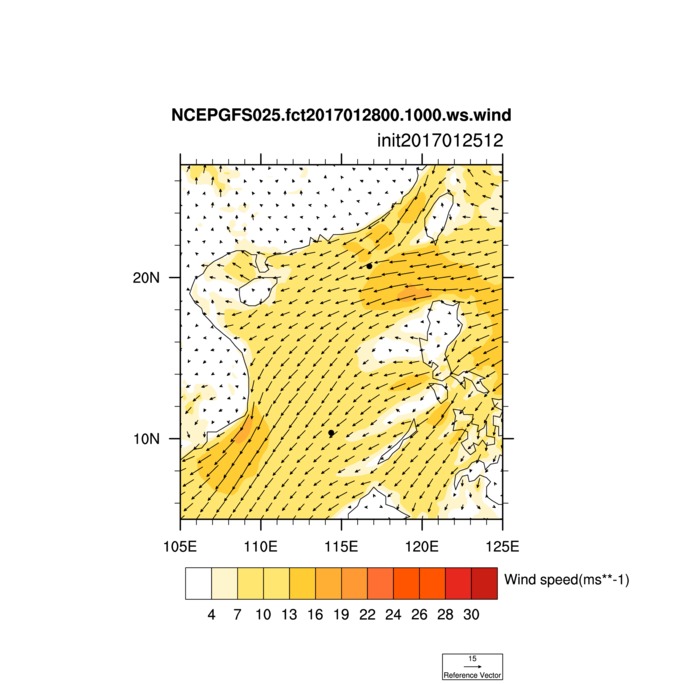 NCEPGFS025.fct2017012800.1000.ws.wind
init2017012512
20N
10N
105E 110E 115E 120E 125E
Wind speed(ms**-1)
4 7 10 13 16 19 22 24 26 28 30
15
Reference Vector